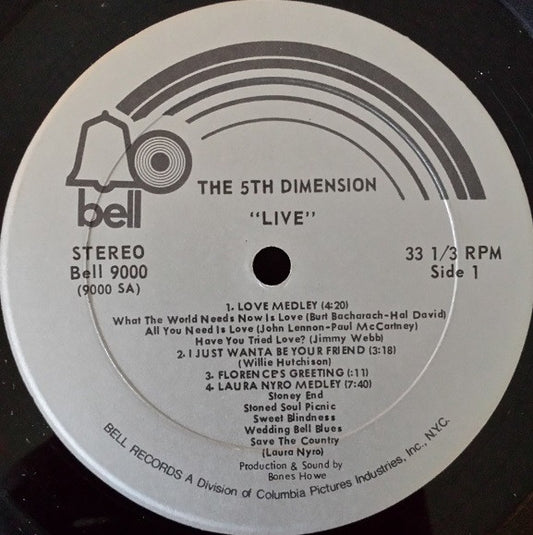 bell
THE 5TH DIMENSION
"LIVE"
STEREO
Bell 9000
(9000 SA)
33 1/3 RPM
Side 1
1. LOVE MEDLEY (4:20)
What The World Needs Now Is Love (Burt Bacharach-Hal David)
All You Need Is Love (John Lennon-Paul McCartney)
Have You Tried Love? (Jimmy Webb)
2. I JUST WANTA BE YOUR FRIEND (3:18)
(Willie Hutchison)
3. FLORENCE'S GREETING (:11)
4. LAURA NYRO MEDLEY (7:40)
Stoney End
Stoned Soul Picnic
Sweet Blindness
Wedding Bell Blues
Save The Country
(Laura Nyro)
Production & Sound by
Bones Howe
BELL RECORDS A Division of Columbia Pictures Industries, Inc., N.Y.C.